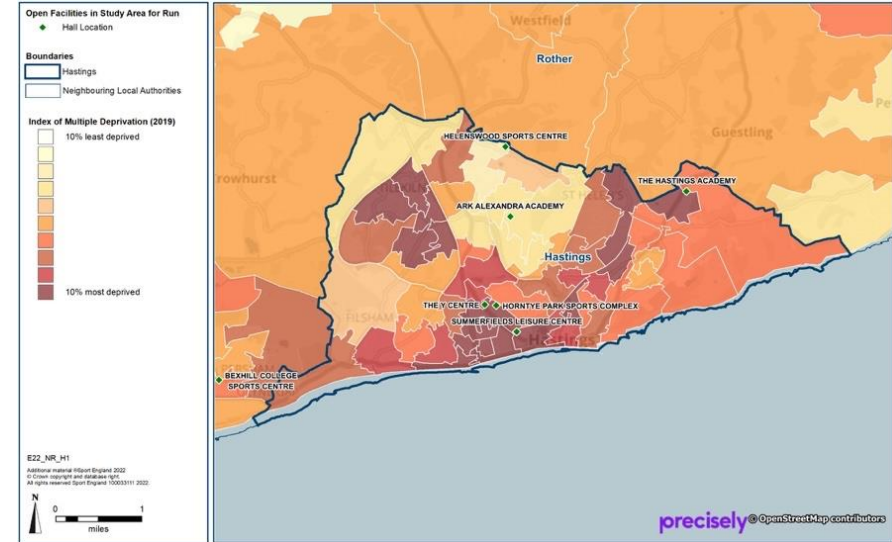 Open Facilities in Study Area for Run
Hall Location
Boundaries
Hastings
Neighbouring Local Authorities
Index of Multiple Deprivation (2019)
10% least deprived
10% most deprived
E22_NR_H1
Additional material ©Sport England 2022
© Crown copyright and database right.
All rights reserved Sport England 100033111 2022.
N
0 1
miles
Westfield
Rother
Guestling
HELENSWOOD SPORTS CENTRE
THE HASTINGS ACADEMY
ARK ALEXANDRA ACADEMY
Hastings
THE Y CENTRE
HORNTYE PARK SPORTS COMPLEX
FILSHAM
SUMMERFIELDS LEISURE CENTRE
Hastings
BEXHILL COLLEGE
SPORTS CENTRE
precisely © OpenStreetMap contributors